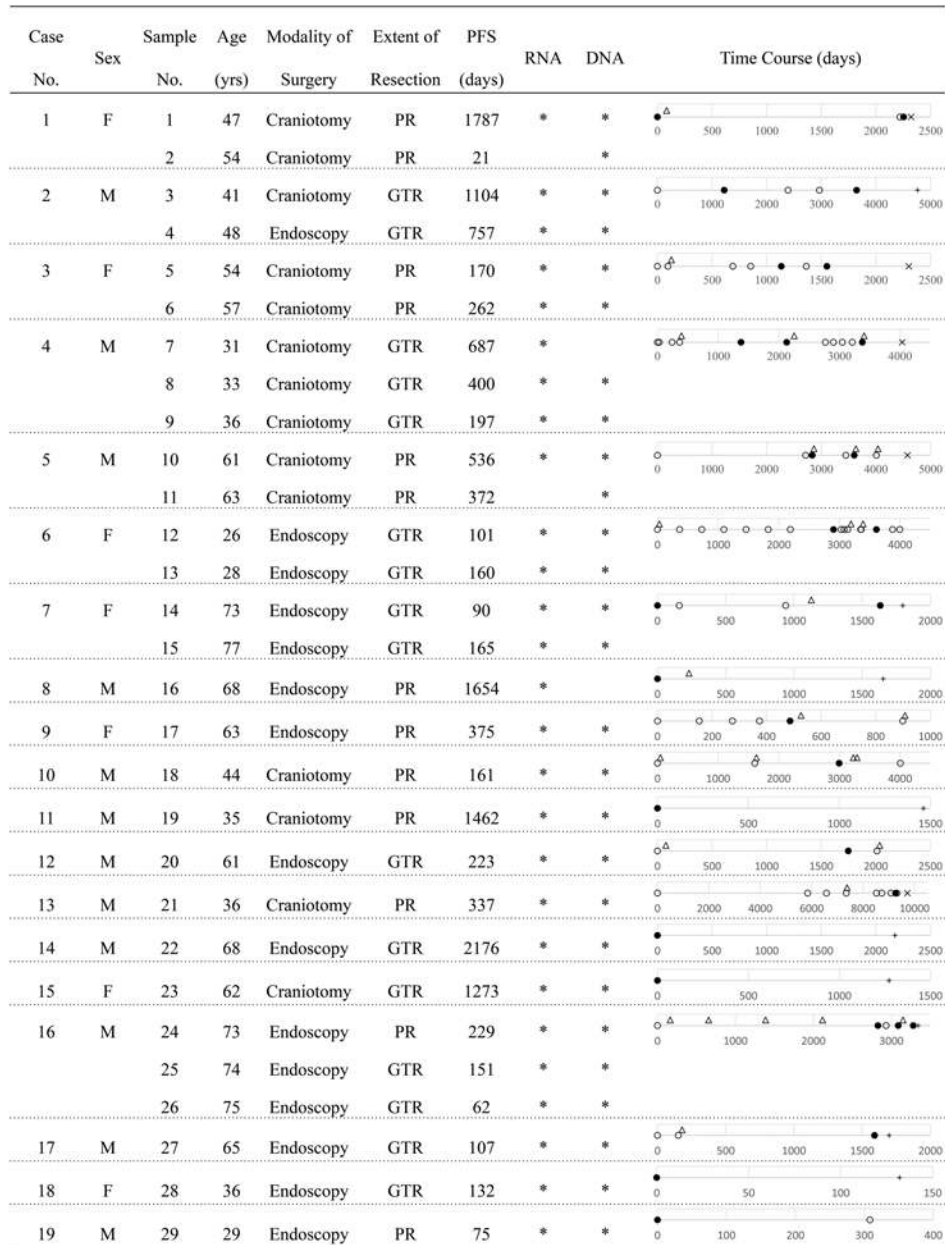 Case No. Sex Sample No. Age (yrs) Modality of Surgery Extent of Resection PFS (days) RNA DNA Time Course (days)
1 F 1 47 Craniotomy PR 1787 * *
0 500 1000 1500 2000 2500
2 54 Craniotomy PR 21 *
2 M 3 41 Craniotomy GTR 1104 * *
0 1000 2000 3000 4000 5000
4 48 Endoscopy GTR 757 * *
3 F 5 54 Craniotomy PR 170 * *
0 500 1000 1500 2000 2500
6 57 Craniotomy PR 262 * *
4 M 7 31 Craniotomy GTR 687 *
0 1000 2000 3000 4000
8 33 Craniotomy GTR 400 * *
9 36 Craniotomy GTR 197 * *
5 M 10 61 Craniotomy PR 536 * *
0 1000 2000 3000 4000 5000
11 63 Craniotomy PR 372 *
6 F 12 26 Endoscopy GTR 101 * *
0 1000 2000 3000 4000
13 28 Endoscopy GTR 160 * *
7 F 14 73 Endoscopy GTR 90 * *
0 500 1000 1500 2000
15 77 Endoscopy GTR 165 * *
8 M 16 68 Endoscopy PR 1654 *
0 500 1000 1500 2000
9 F 17 63 Endoscopy PR 375 * *
0 200 400 600 800 1000
10 M 18 44 Craniotomy PR 161 * *
0 1000 2000 3000 4000
11 M 19 35 Craniotomy PR 1462 * *
0 500 1000 1500
12 M 20 61 Endoscopy GTR 223 * *
0 500 1000 1500 2000 2500
13 M 21 36 Craniotomy PR 337 * *
0 2000 4000 6000 8000 10000
14 M 22 68 Endoscopy GTR 2176 * *
0 500 1000 1500 2000 2500
15 F 23 62 Craniotomy GTR 1273 * *
0 500 1000 1500
16 M 24 73 Endoscopy PR 229 * *
0 1000 2000 3000
25 74 Endoscopy GTR 151 * *
26 75 Endoscopy GTR 62 * *
17 M 27 65 Endoscopy GTR 107 * *
0 500 1000 1500 2000
18 F 28 36 Endoscopy GTR 132 * *
0 50 100 150
19 M 29 29 Endoscopy PR 75 * *
0 100 200 300 400